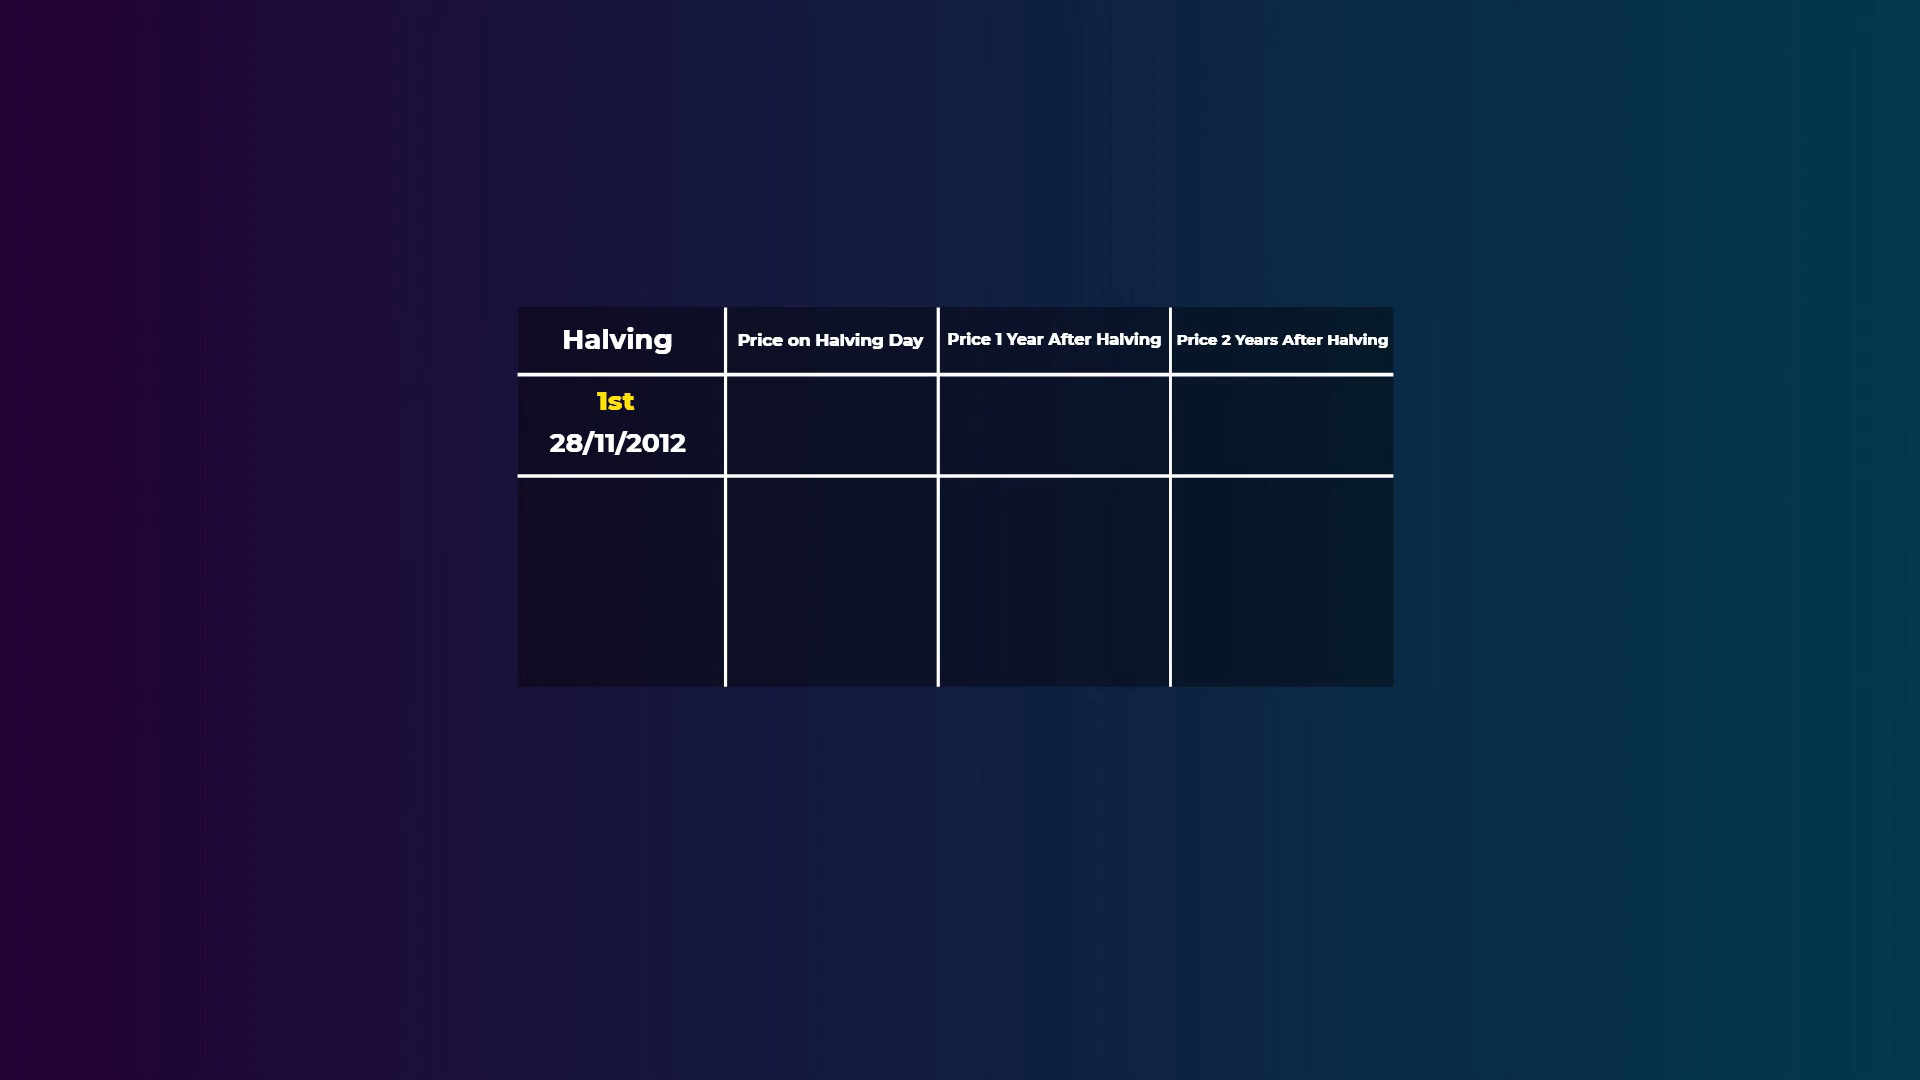 Halving
Price on Halving Day
Price 1 Year After Halving
Price 2 Years After Halving
1st
28/11/2012